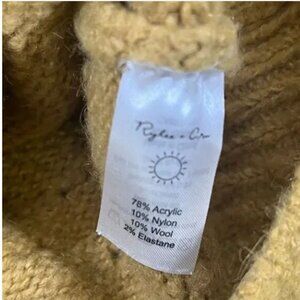 Rylee + Cru
78% Acrylic
10% Nylon
10% Wool
2% Elastane